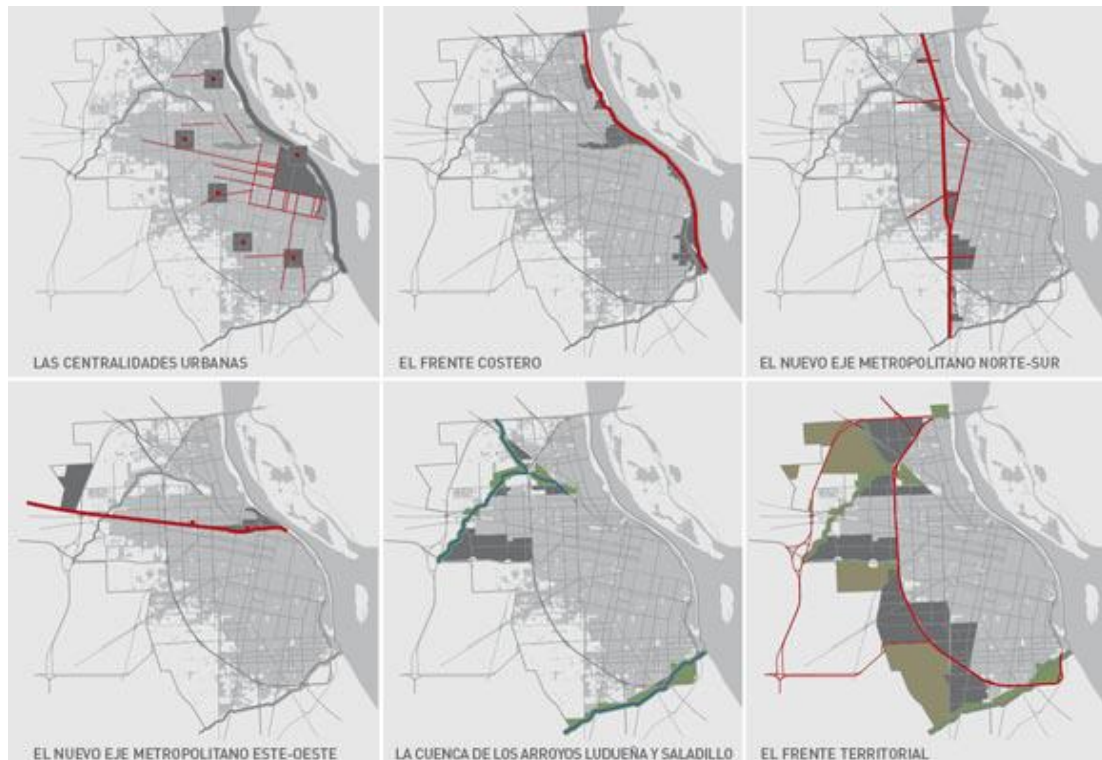 LAS CENTRALIDADES URBANAS
EL FRENTE COSTERO
EL NUEVO EJE METROPOLITANO NORTE-SUR
EL NUEVO EJE METROPOLITANO ESTE-OESTE
LA CUENCA DE LOS ARROYOS LUDUEÑA Y SALADILLO
EL FRENTE TERRITORIAL